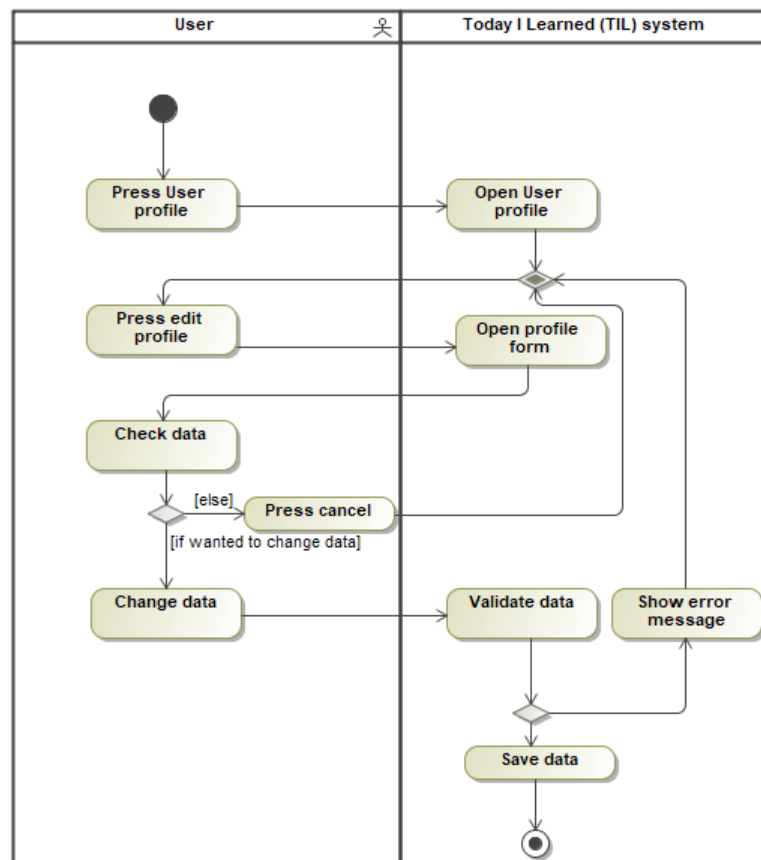 User
Today I Learned (TIL) system
Press User
profile
Open User
profile
Press edit
profile
Open profile
form
Check data
[else]
Press cancel
[if wanted to change data]
Change data
Validate data
Show error
message
Save data